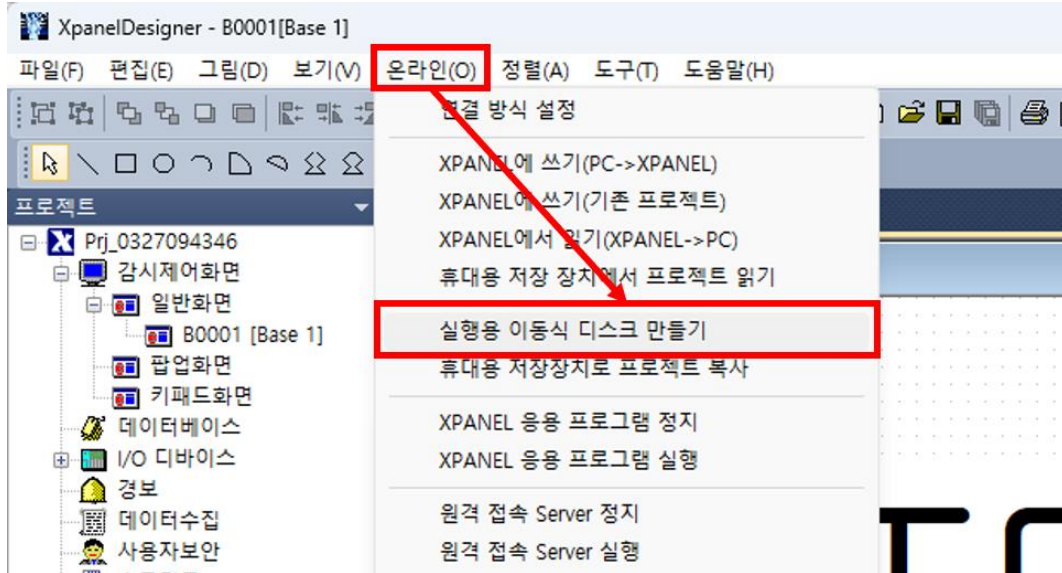 XpanelDesigner - B0001[Base 1]
파일(F) 편집(E) 그림(D) 보기(V) 온라인(O) 정렬(A) 도구(T) 도움말(H)
연결 방식 설정
XPANEL에 쓰기(PC->XPANEL)
XPANEL에 쓰기(기존 프로젝트)
XPANEL에서 읽기(XPANEL->PC)
휴대용 저장 장치에서 프로젝트 읽기
실행용 이동식 디스크 만들기
휴대용 저장장치로 프로젝트 복사
XPANEL 응용 프로그램 정지
XPANEL 응용 프로그램 실행
원격 접속 Server 정지
원격 접속 Server 실행
프로젝트
Prj_0327094346
감시제어화면
일반화면
B0001 [Base 1]
팝업화면
키패드화면
데이터베이스
I/O 디바이스
경보
데이터수집
사용자보안